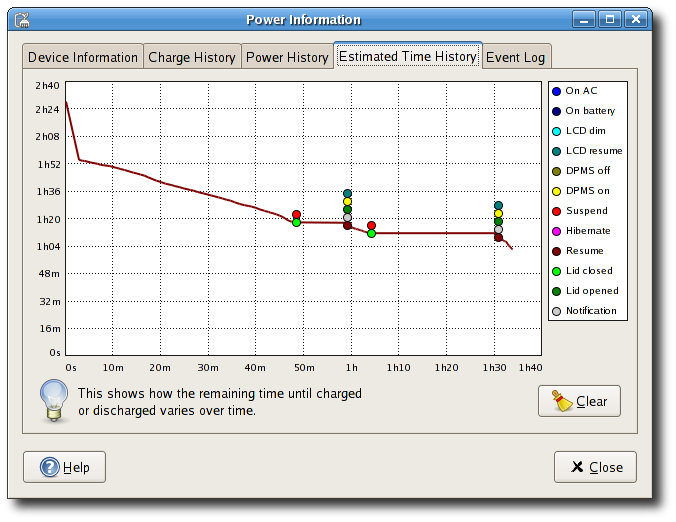 Power Information
Device Information
Charge History
Power History
Estimated Time History
Event Log
2h40
2h24
2h08
1h52
1h36
1h20
1h04
48m
32m
16m
0s
0s 10m 20m 30m 40m 50m 1h 1h10 1h20 1h30 1h40
On AC
On battery
LCD dim
LCD resume
DPMS off
DPMS on
Suspend
Hibernate
Resume
Lid closed
Lid opened
Notification
This shows how the remaining time until charged
or discharged varies over time.
Clear
Help
Close